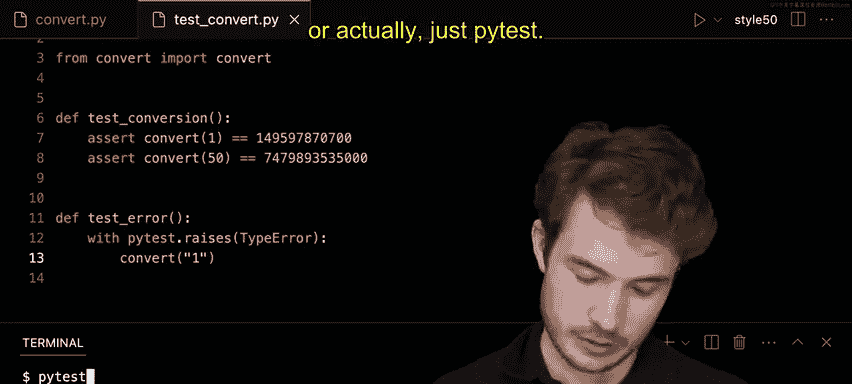 convert.py
test_convert.py
style50
or actually, just pytest.
2
3 from convert import convert
4
5
6 def test_conversion():
7 assert convert(1) == 149597870700
8 assert convert(50) == 7479893535000
9
10
11 def test_error():
12 with pytest.raises(TypeError):
13 convert("1")
14
TERMINAL
$ pytest